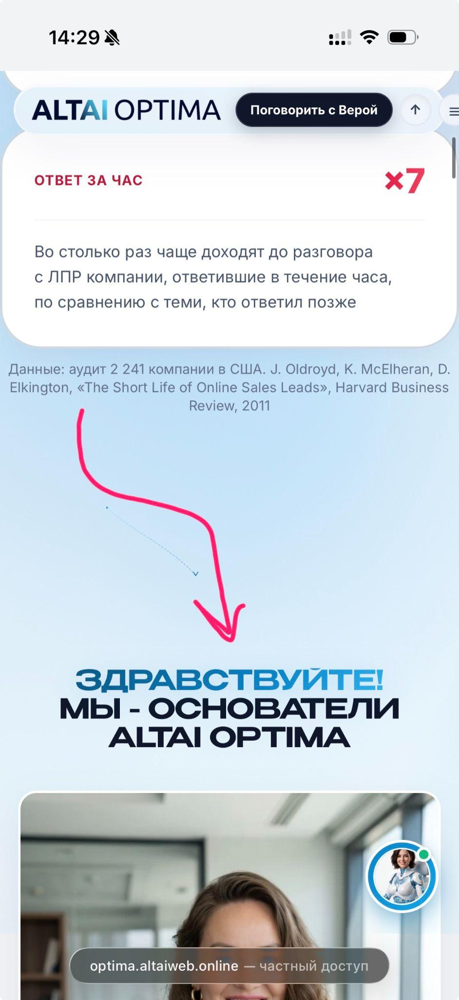 14:29
ALTAI OPTIMA
Поговорить с Верой
ОТВЕТ ЗА ЧАС
×7
Во столько раз чаще доходят до разговора
с ЛПР компании, ответившие в течение часа,
по сравнению с теми, кто ответил позже
Данные: аудит 2 241 компании в США. J. Oldroyd, K. McElheran, D.
Elkington, «The Short Life of Online Sales Leads», Harvard Business
Review, 2011
ЗДРАВСТВУЙТЕ!
МЫ - ОСНОВАТЕЛИ
ALTAI OPTIMA
optima.altaiweb.online — частный доступ